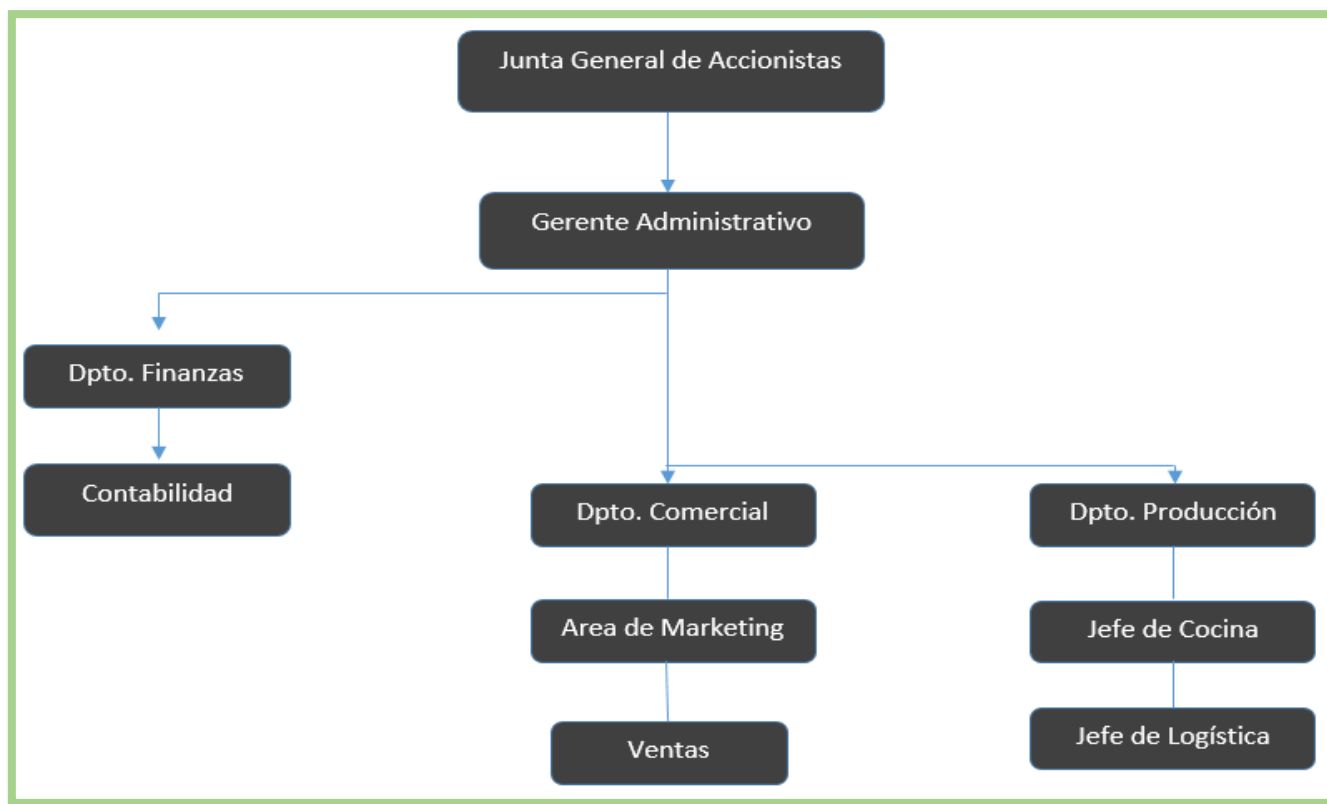 Junta General de Accionistas
Gerente Administrativo
Dpto. Finanzas
Contabilidad
Dpto. Comercial
Dpto. Producción
Area de Marketing
Jefe de Cocina
Ventas
Jefe de Logística